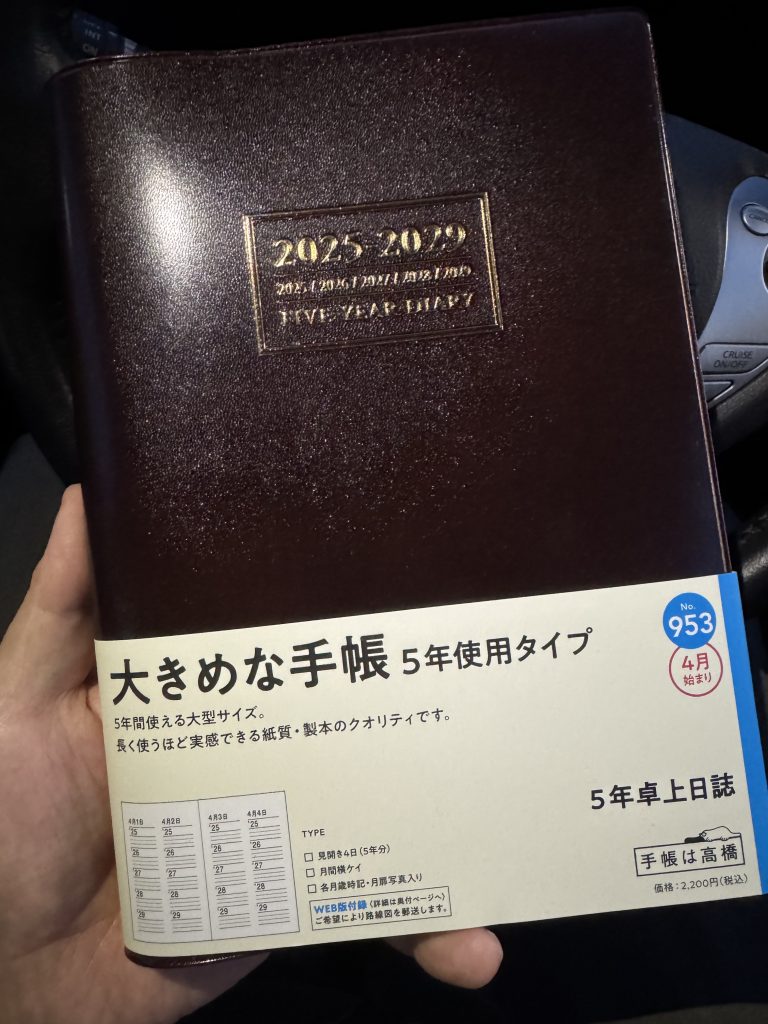 INT
ON
2025-2029
2025 / 2026 / 2027 / 2028 / 2029
FIVE YEAR DIARY
CRUISE
ON/OFF
No.
953
4月
始まり
大きめな手帳 5年使用タイプ
5年間使える大型サイズ。
長く使うほど実感できる紙質・製本のクオリティです。
5年卓上日誌
手帳は高橋
価格：2,200円(税込)
4月1日 4月2日 4月3日 4月4日
'25 '25 '25 '25
'26 '26 '26 '26
'27 '27 '27 '27
'28 '28 '28 '28
'29 '29 '29 '29
TYPE
□ 見開き4日（5年分）
□ 月間横ケイ
□ 各月歳時記・月扉写真入り
WEB版付録（詳細は奥付ページへ）
ご希望により路線図を郵送します。